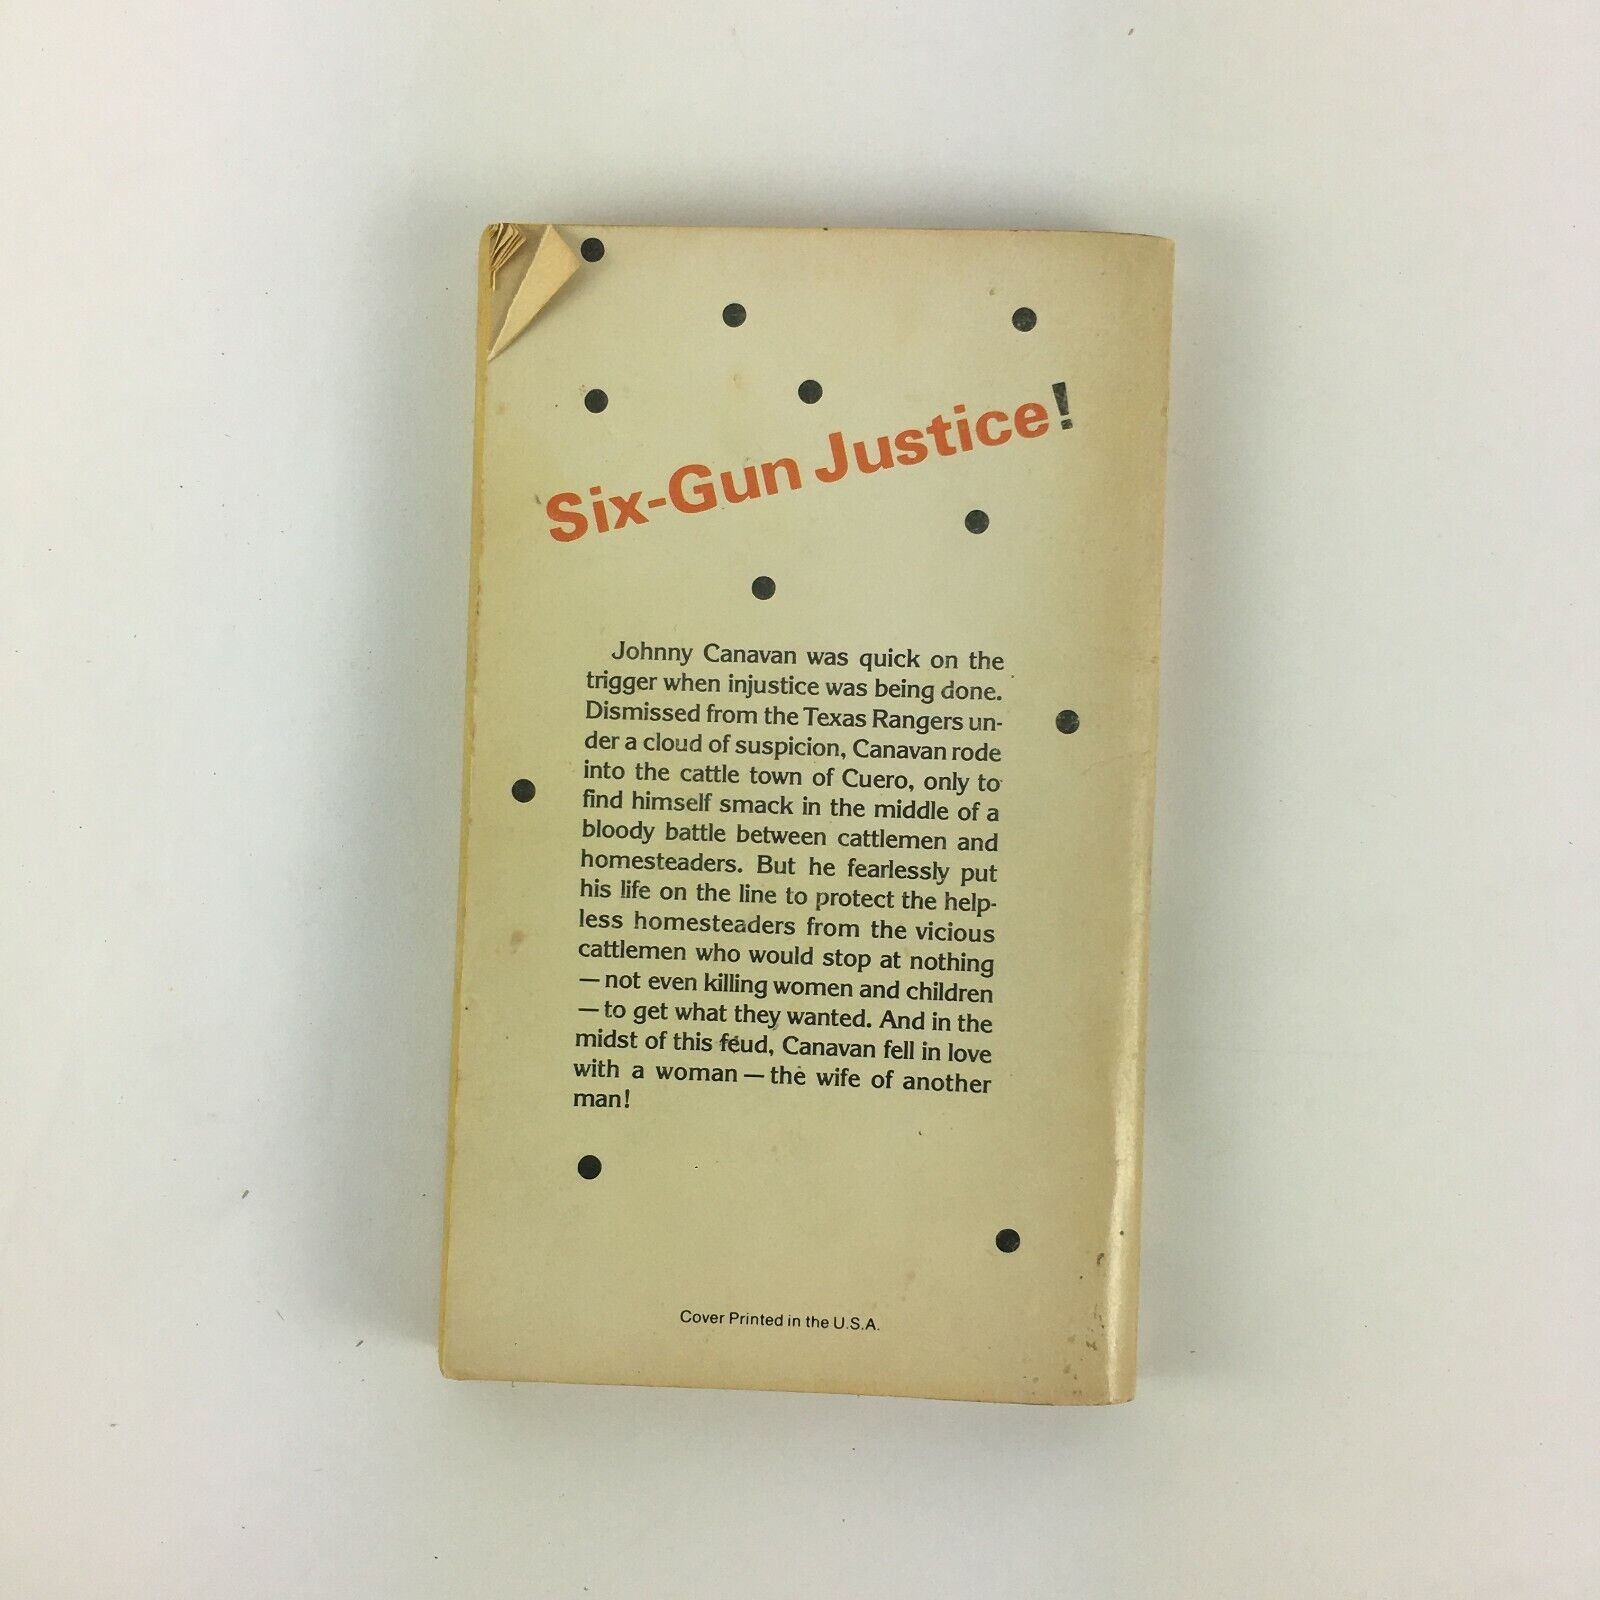 Six-Gun Justice!
Johnny Canavan was quick on the
trigger when injustice was being done.
Dismissed from the Texas Rangers un-
der a cloud of suspicion, Canavan rode
into the cattle town of Cuero, only to
find himself smack in the middle of a
bloody battle between cattlemen and
homesteaders. But he fearlessly put
his life on the line to protect the help-
less homesteaders from the vicious
cattlemen who would stop at nothing
—not even killing women and children
—to get what they wanted. And in the
midst of this feud, Canavan fell in love
with a woman—the wife of another
man!
Cover Printed in the U.S.A.